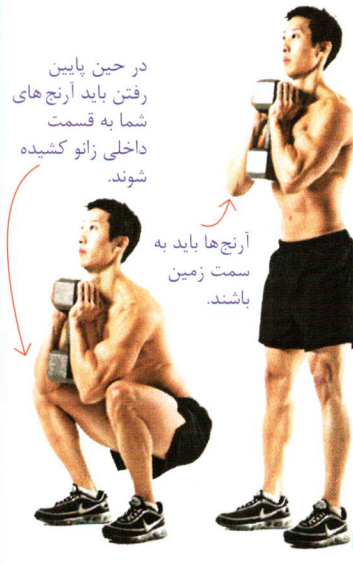 در حین پایین
رفتن باید آرنج های
شما به قسمت
داخلی زانو کشیده
شوند.
آرنج‌ها باید به
سمت زمین
باشند.